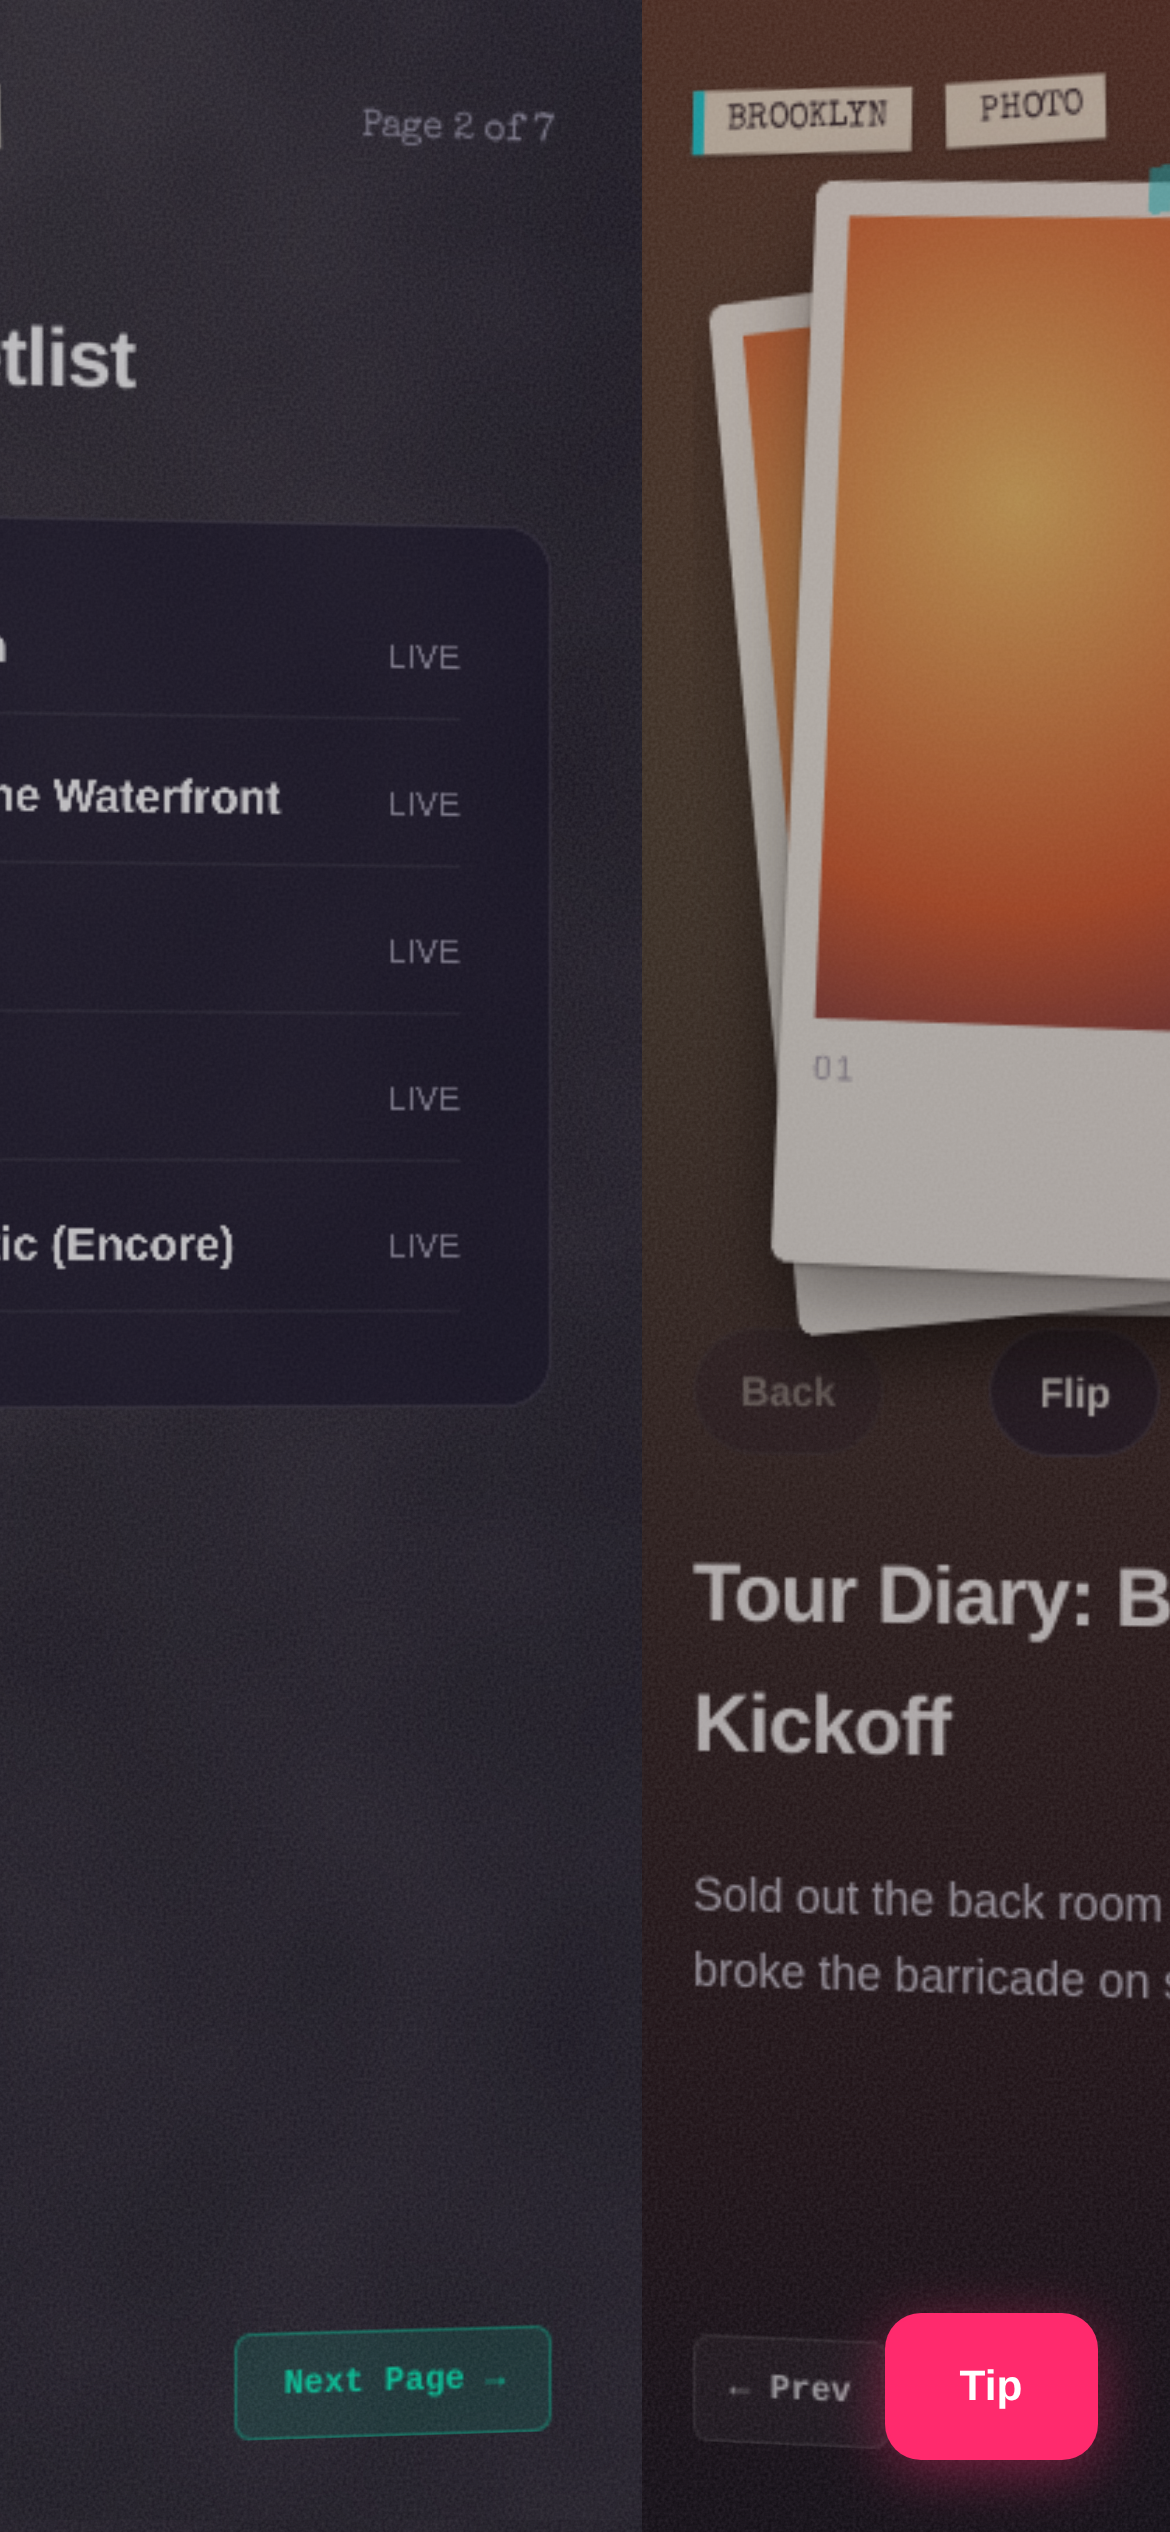 Page 2 of 7
tlist
LIVE
ne Waterfront
LIVE
LIVE
LIVE
ic (Encore)
LIVE
Next Page →
BROOKLYN
PHOTO
01
Back
Flip
Tour Diary: B
Kickoff
Sold out the back room
broke the barricade on s
← Prev
Tip